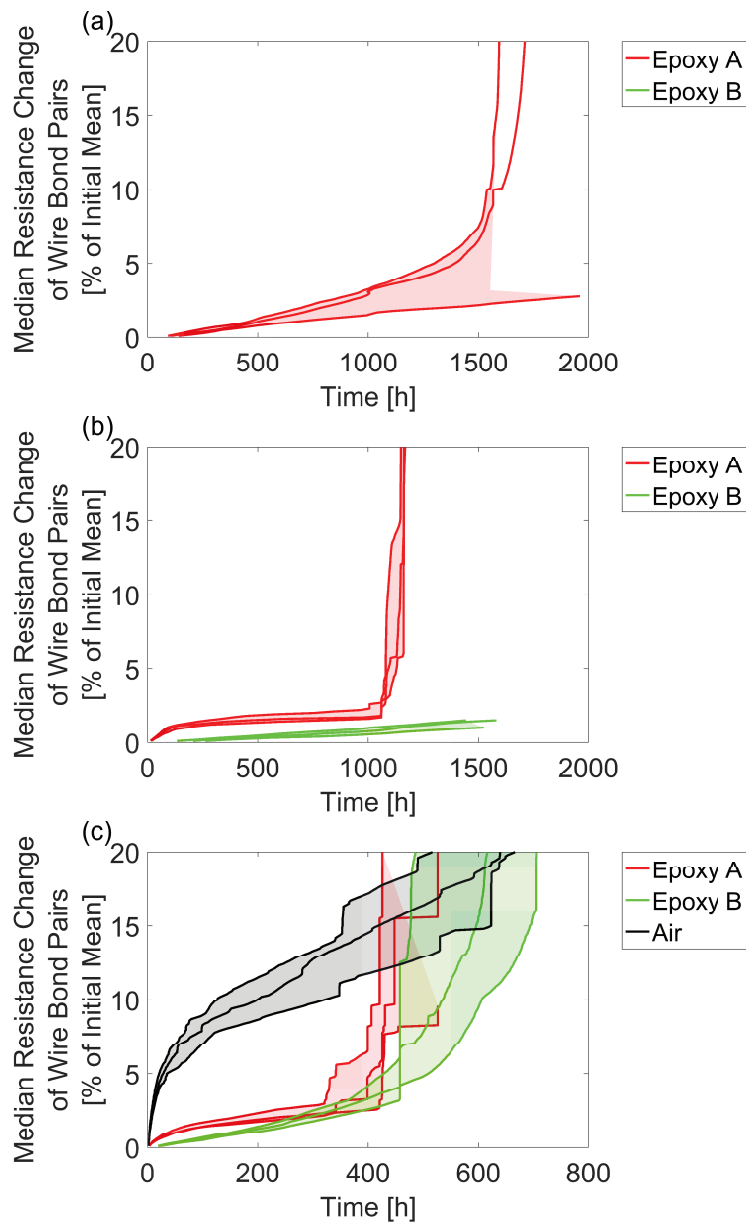 (a)
Median Resistance Change
of Wire Bond Pairs
[% of Initial Mean]
20
15
10
5
0
0 500 1000 1500 2000
Time [h]
Epoxy A
Epoxy B
(b)
Median Resistance Change
of Wire Bond Pairs
[% of Initial Mean]
20
15
10
5
0
0 500 1000 1500 2000
Time [h]
Epoxy A
Epoxy B
(c)
Median Resistance Change
of Wire Bond Pairs
[% of Initial Mean]
20
15
10
5
0
0 200 400 600 800
Time [h]
Epoxy A
Epoxy B
Air